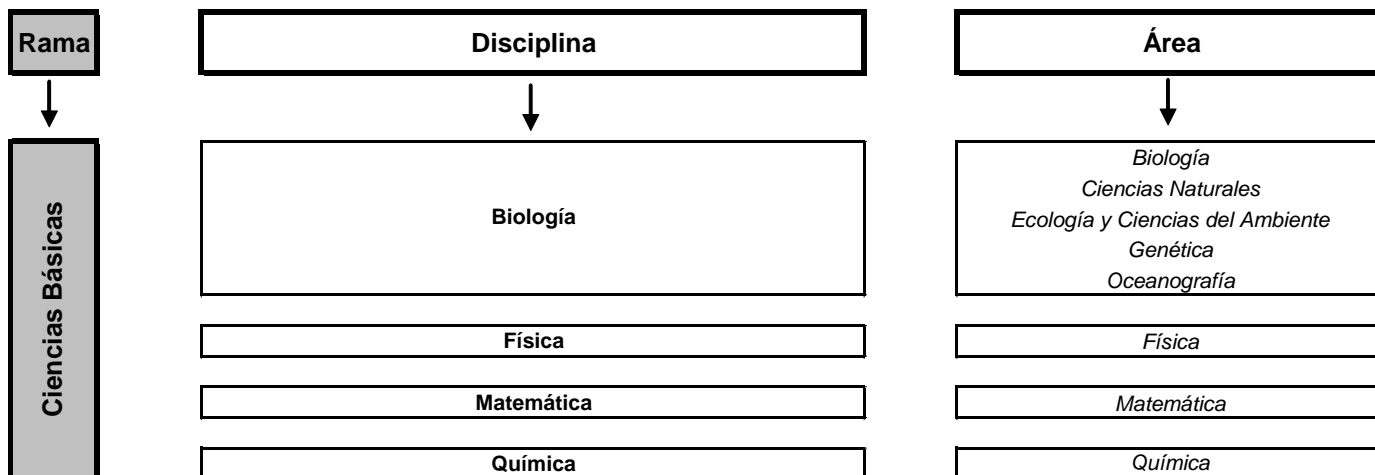 Rama
Disciplina
Área
Ciencias Básicas
Biología
Biología
Ciencias Naturales
Ecología y Ciencias del Ambiente
Genética
Oceanografía
Física
Física
Matemática
Matemática
Química
Química